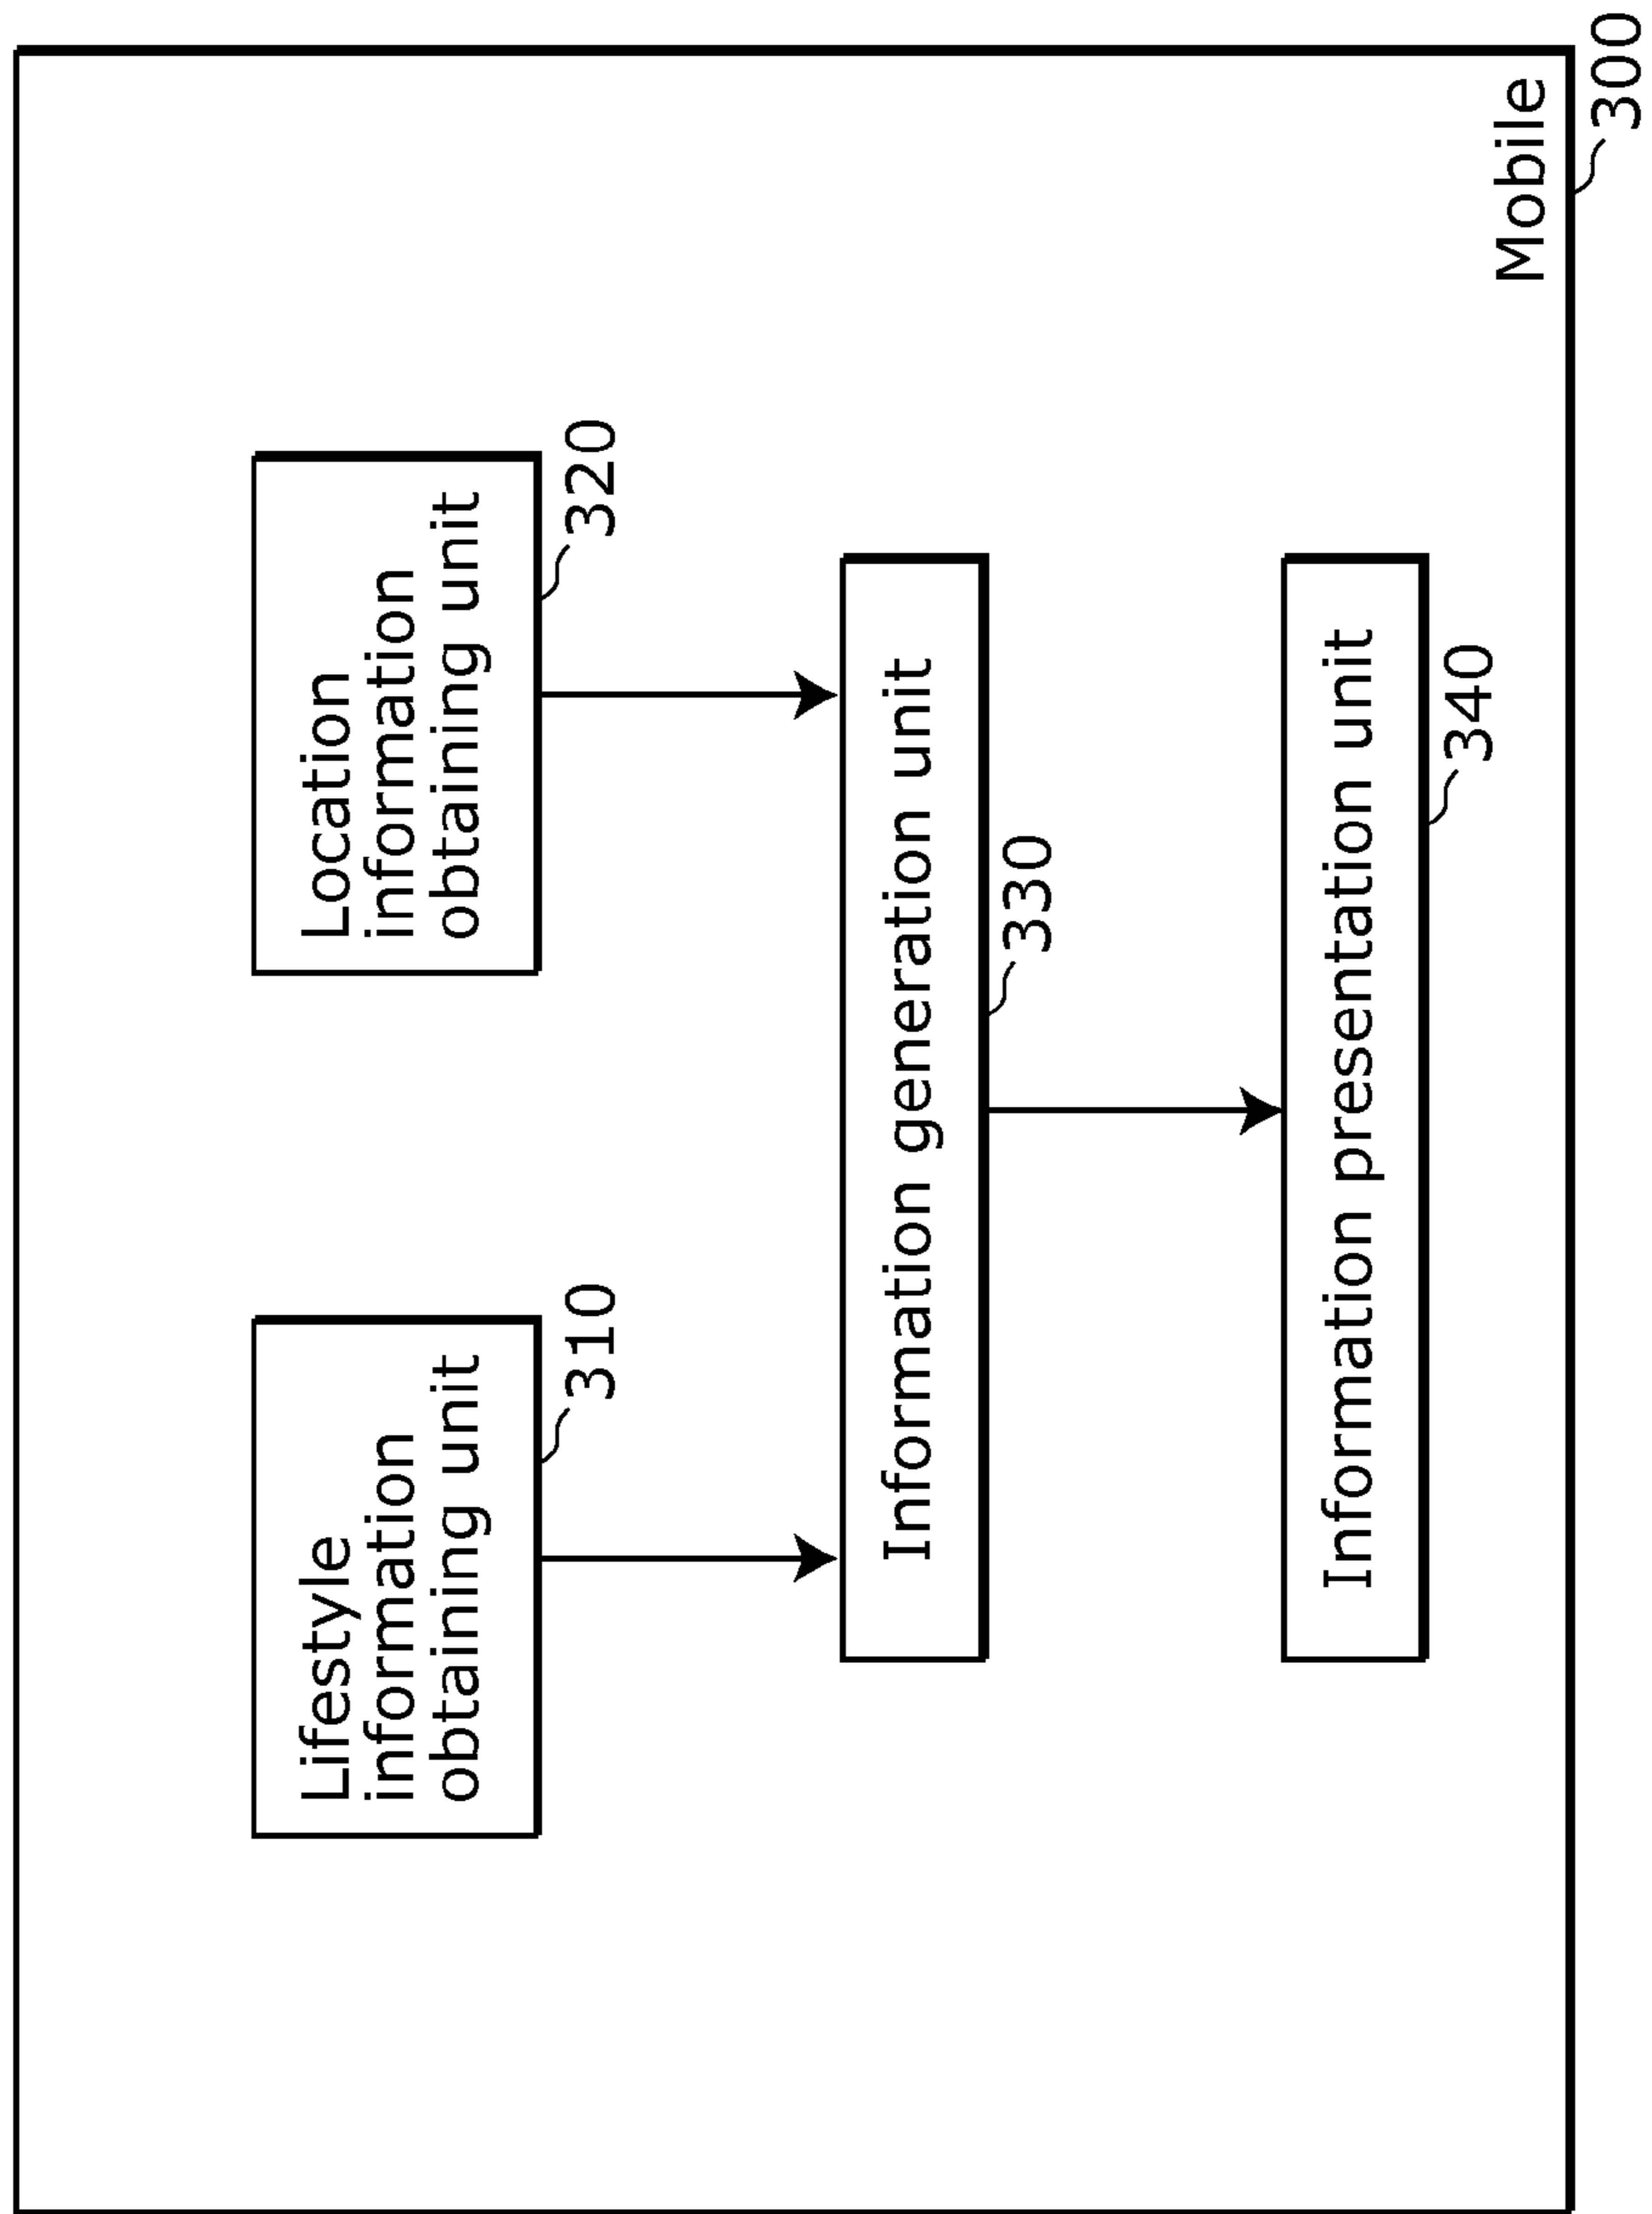 Lifestyle
information
obtaining unit
310
Location
information
obtaining unit
320
Information generation unit
330
Information presentation unit
340
Mobile
300